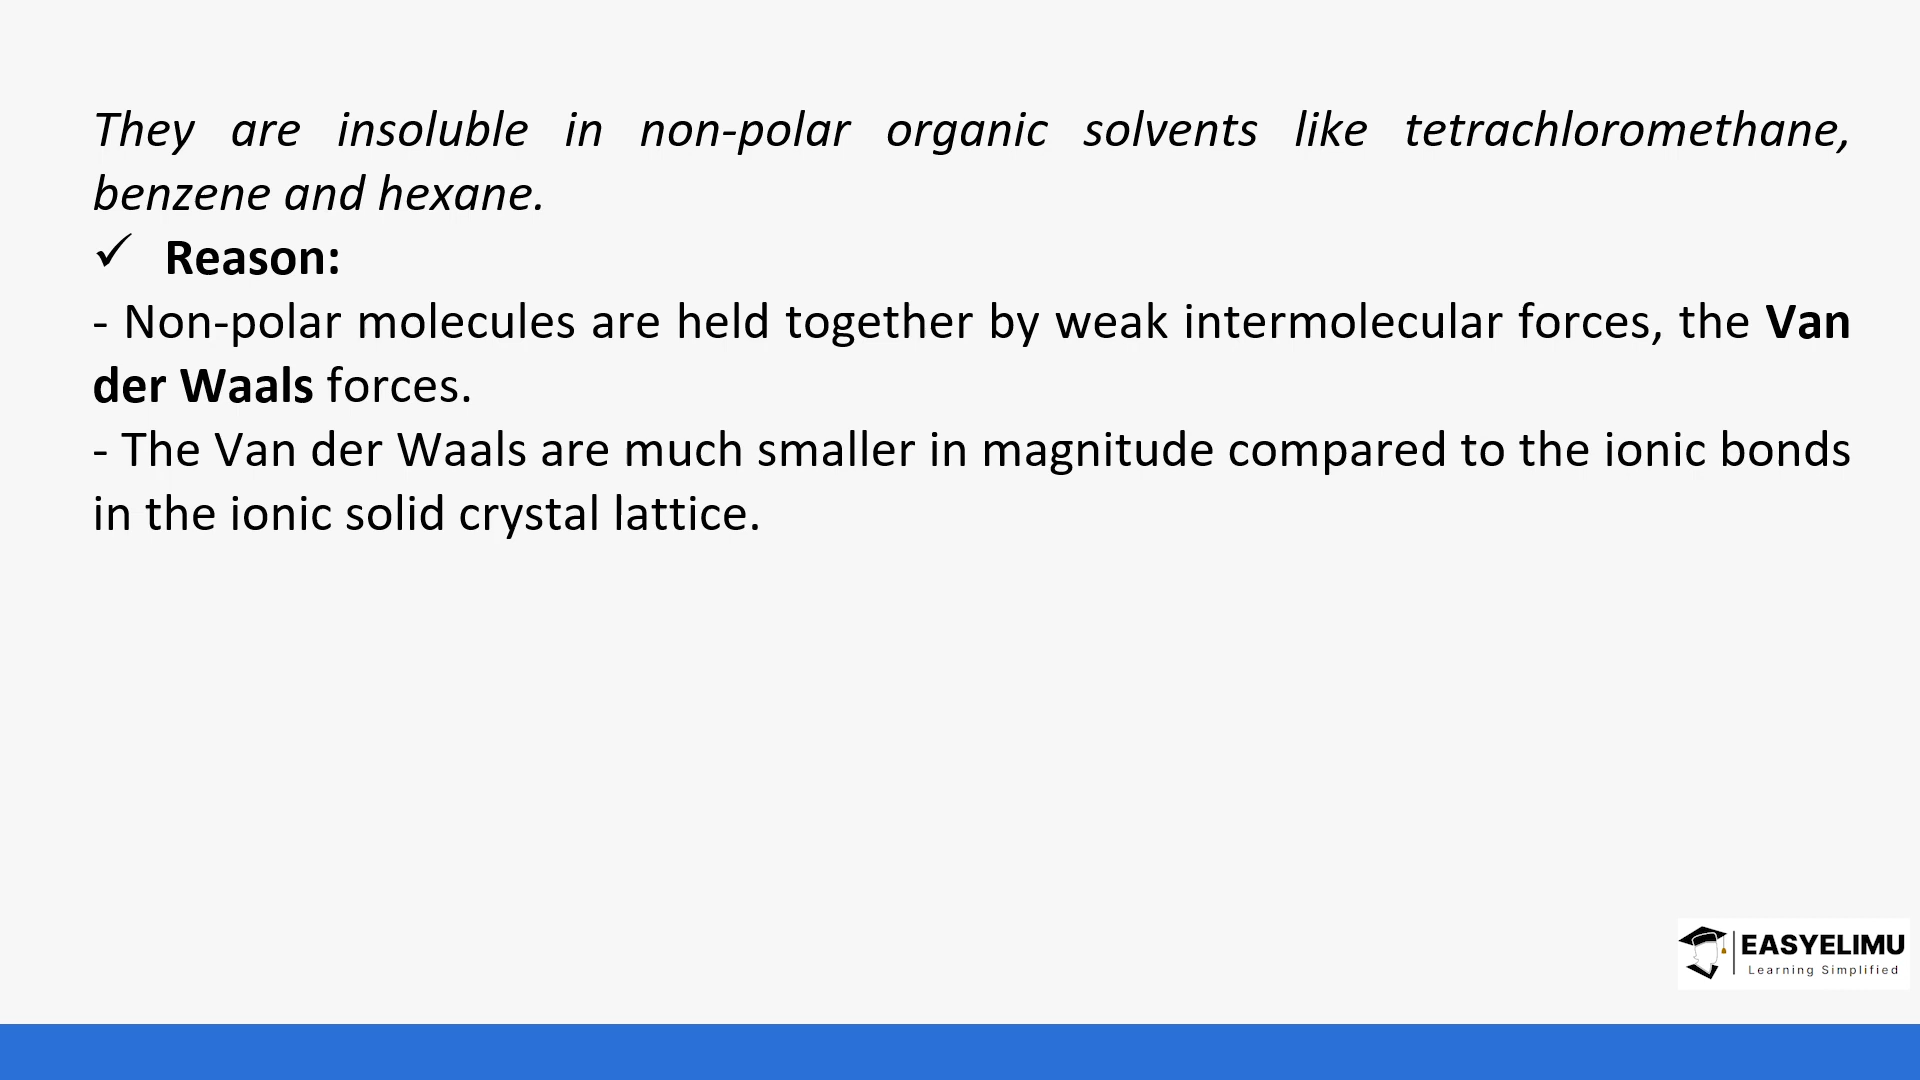 They are insoluble in non-polar organic solvents like tetrachloromethane,
benzene and hexane.
✓ Reason:
- Non-polar molecules are held together by weak intermolecular forces, the Van
der Waals forces.
- The Van der Waals are much smaller in magnitude compared to the ionic bonds
in the ionic solid crystal lattice.
EASYELIMU
Learning Simplified